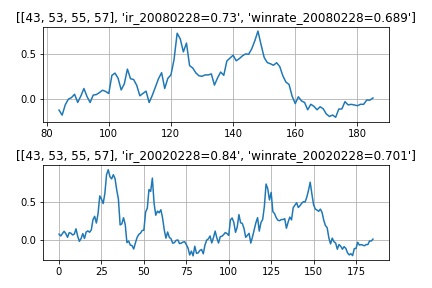 [[43, 53, 55, 57], 'ir_20080228=0.73', 'winrate_20080228=0.689']
0.5
0.0
80 100 120 140 160 180
[[43, 53, 55, 57], 'ir_20020228=0.84', 'winrate_20020228=0.701']
0.5
0.0
0 25 50 75 100 125 150 175